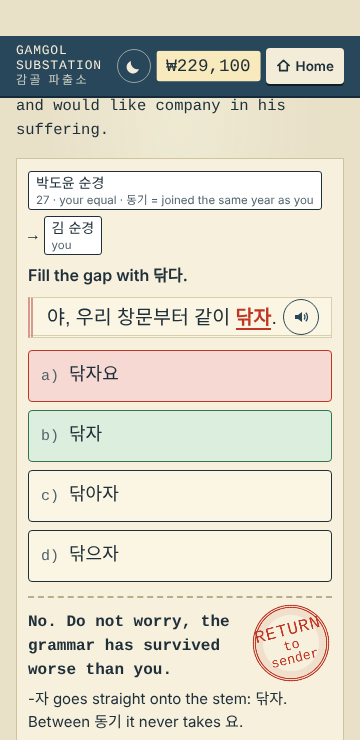 GAMGOL
SUBSTATION
감골 파출소
₩229,100
Home
and would like company in his
suffering.
박도윤 순경
27 · your equal · 동기 = joined the same year as you
→ 김 순경
you
Fill the gap with 닦다.
야, 우리 창문부터 같이 닦자.
a) 닦자요
b) 닦자
c) 닦아자
d) 닦으자
No. Do not worry, the
grammar has survived
worse than you.
RETURN
to
sender
-자 goes straight onto the stem: 닦자.
Between 동기 it never takes 요.